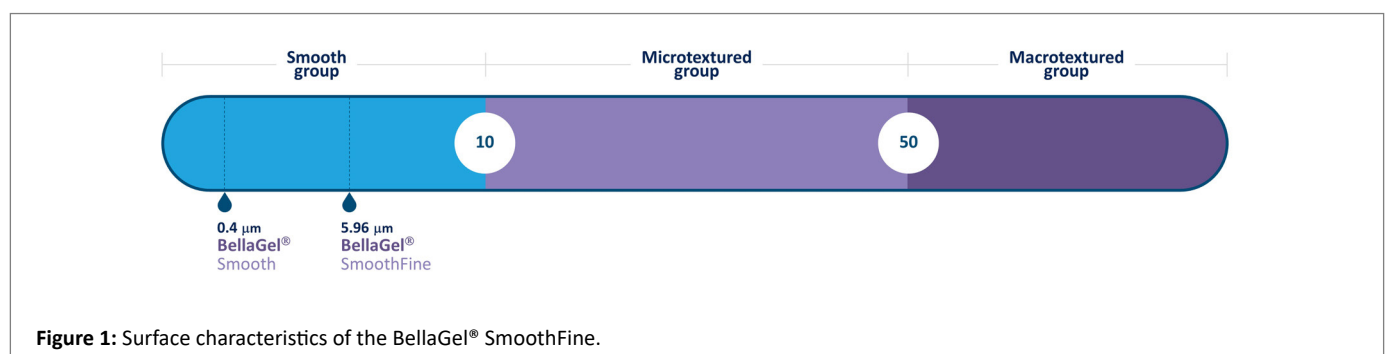 Smooth
group
Microtextured
group
Macrotextured
group
10
50
0.4 µm
BellaGel®
Smooth
5.96 µm
BellaGel®
SmoothFine
Figure 1: Surface characteristics of the BellaGel® SmoothFine.